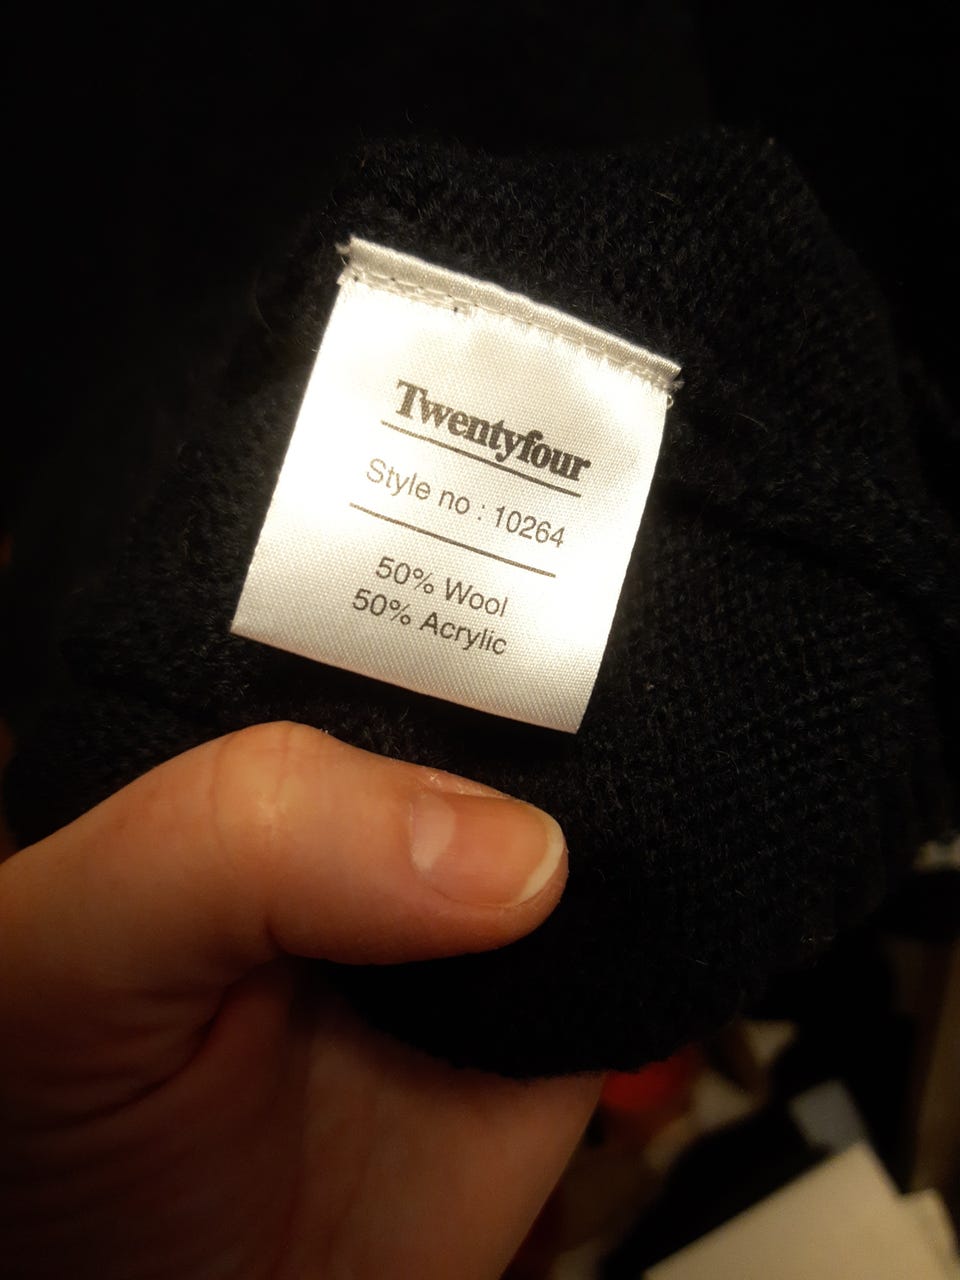 Twentyfour
Style no : 10264
50% Wool
50% Acrylic